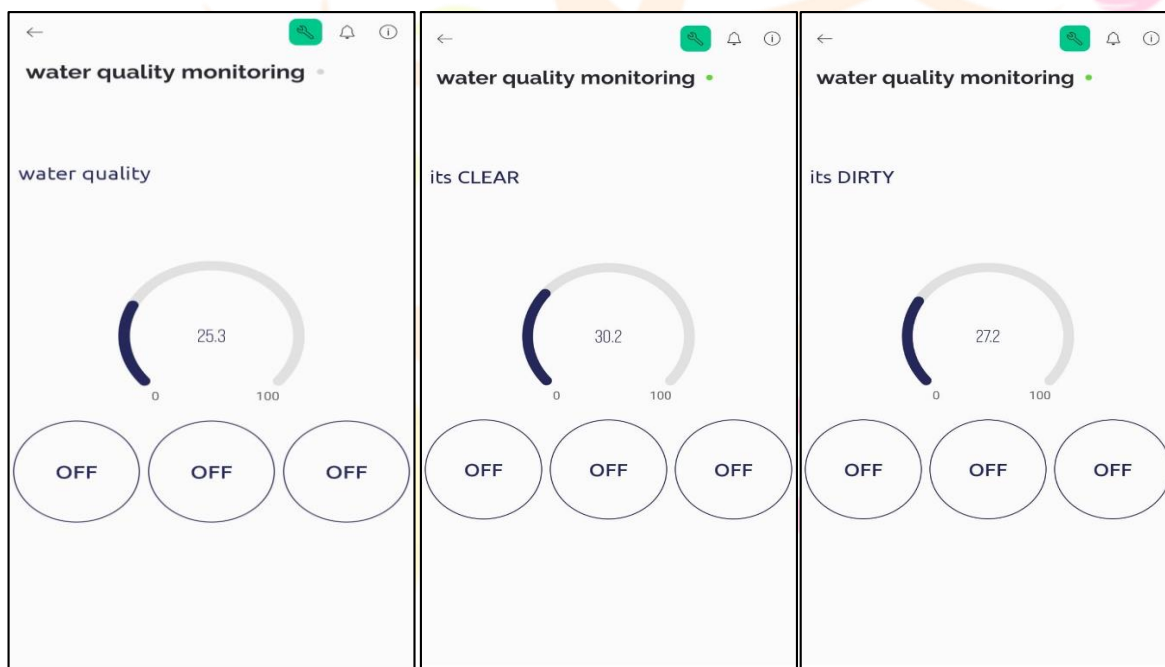 water quality monitoring
water quality
25.3
0 100
OFF OFF OFF
water quality monitoring
its CLEAR
30.2
0 100
OFF OFF OFF
water quality monitoring
its DIRTY
27.2
0 100
OFF OFF OFF